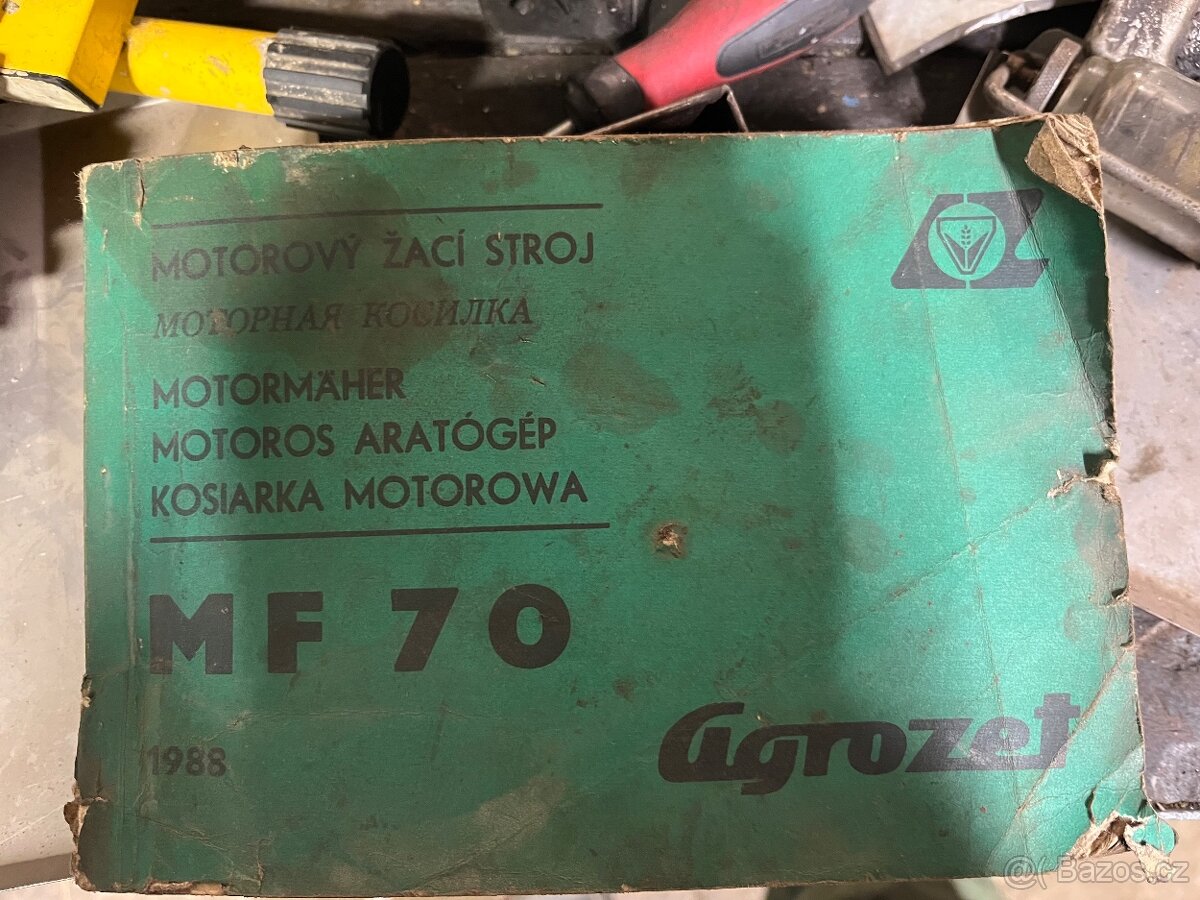 MOTOROVÝ ŽACÍ STROJ
МОТОРНАЯ КОСИЛКА
MOTORMÄHER
MOTOROS ARATÓGÉP
KOSIARKA MOTOROWA
MF 70
1988
agrozet
Bazos.cz